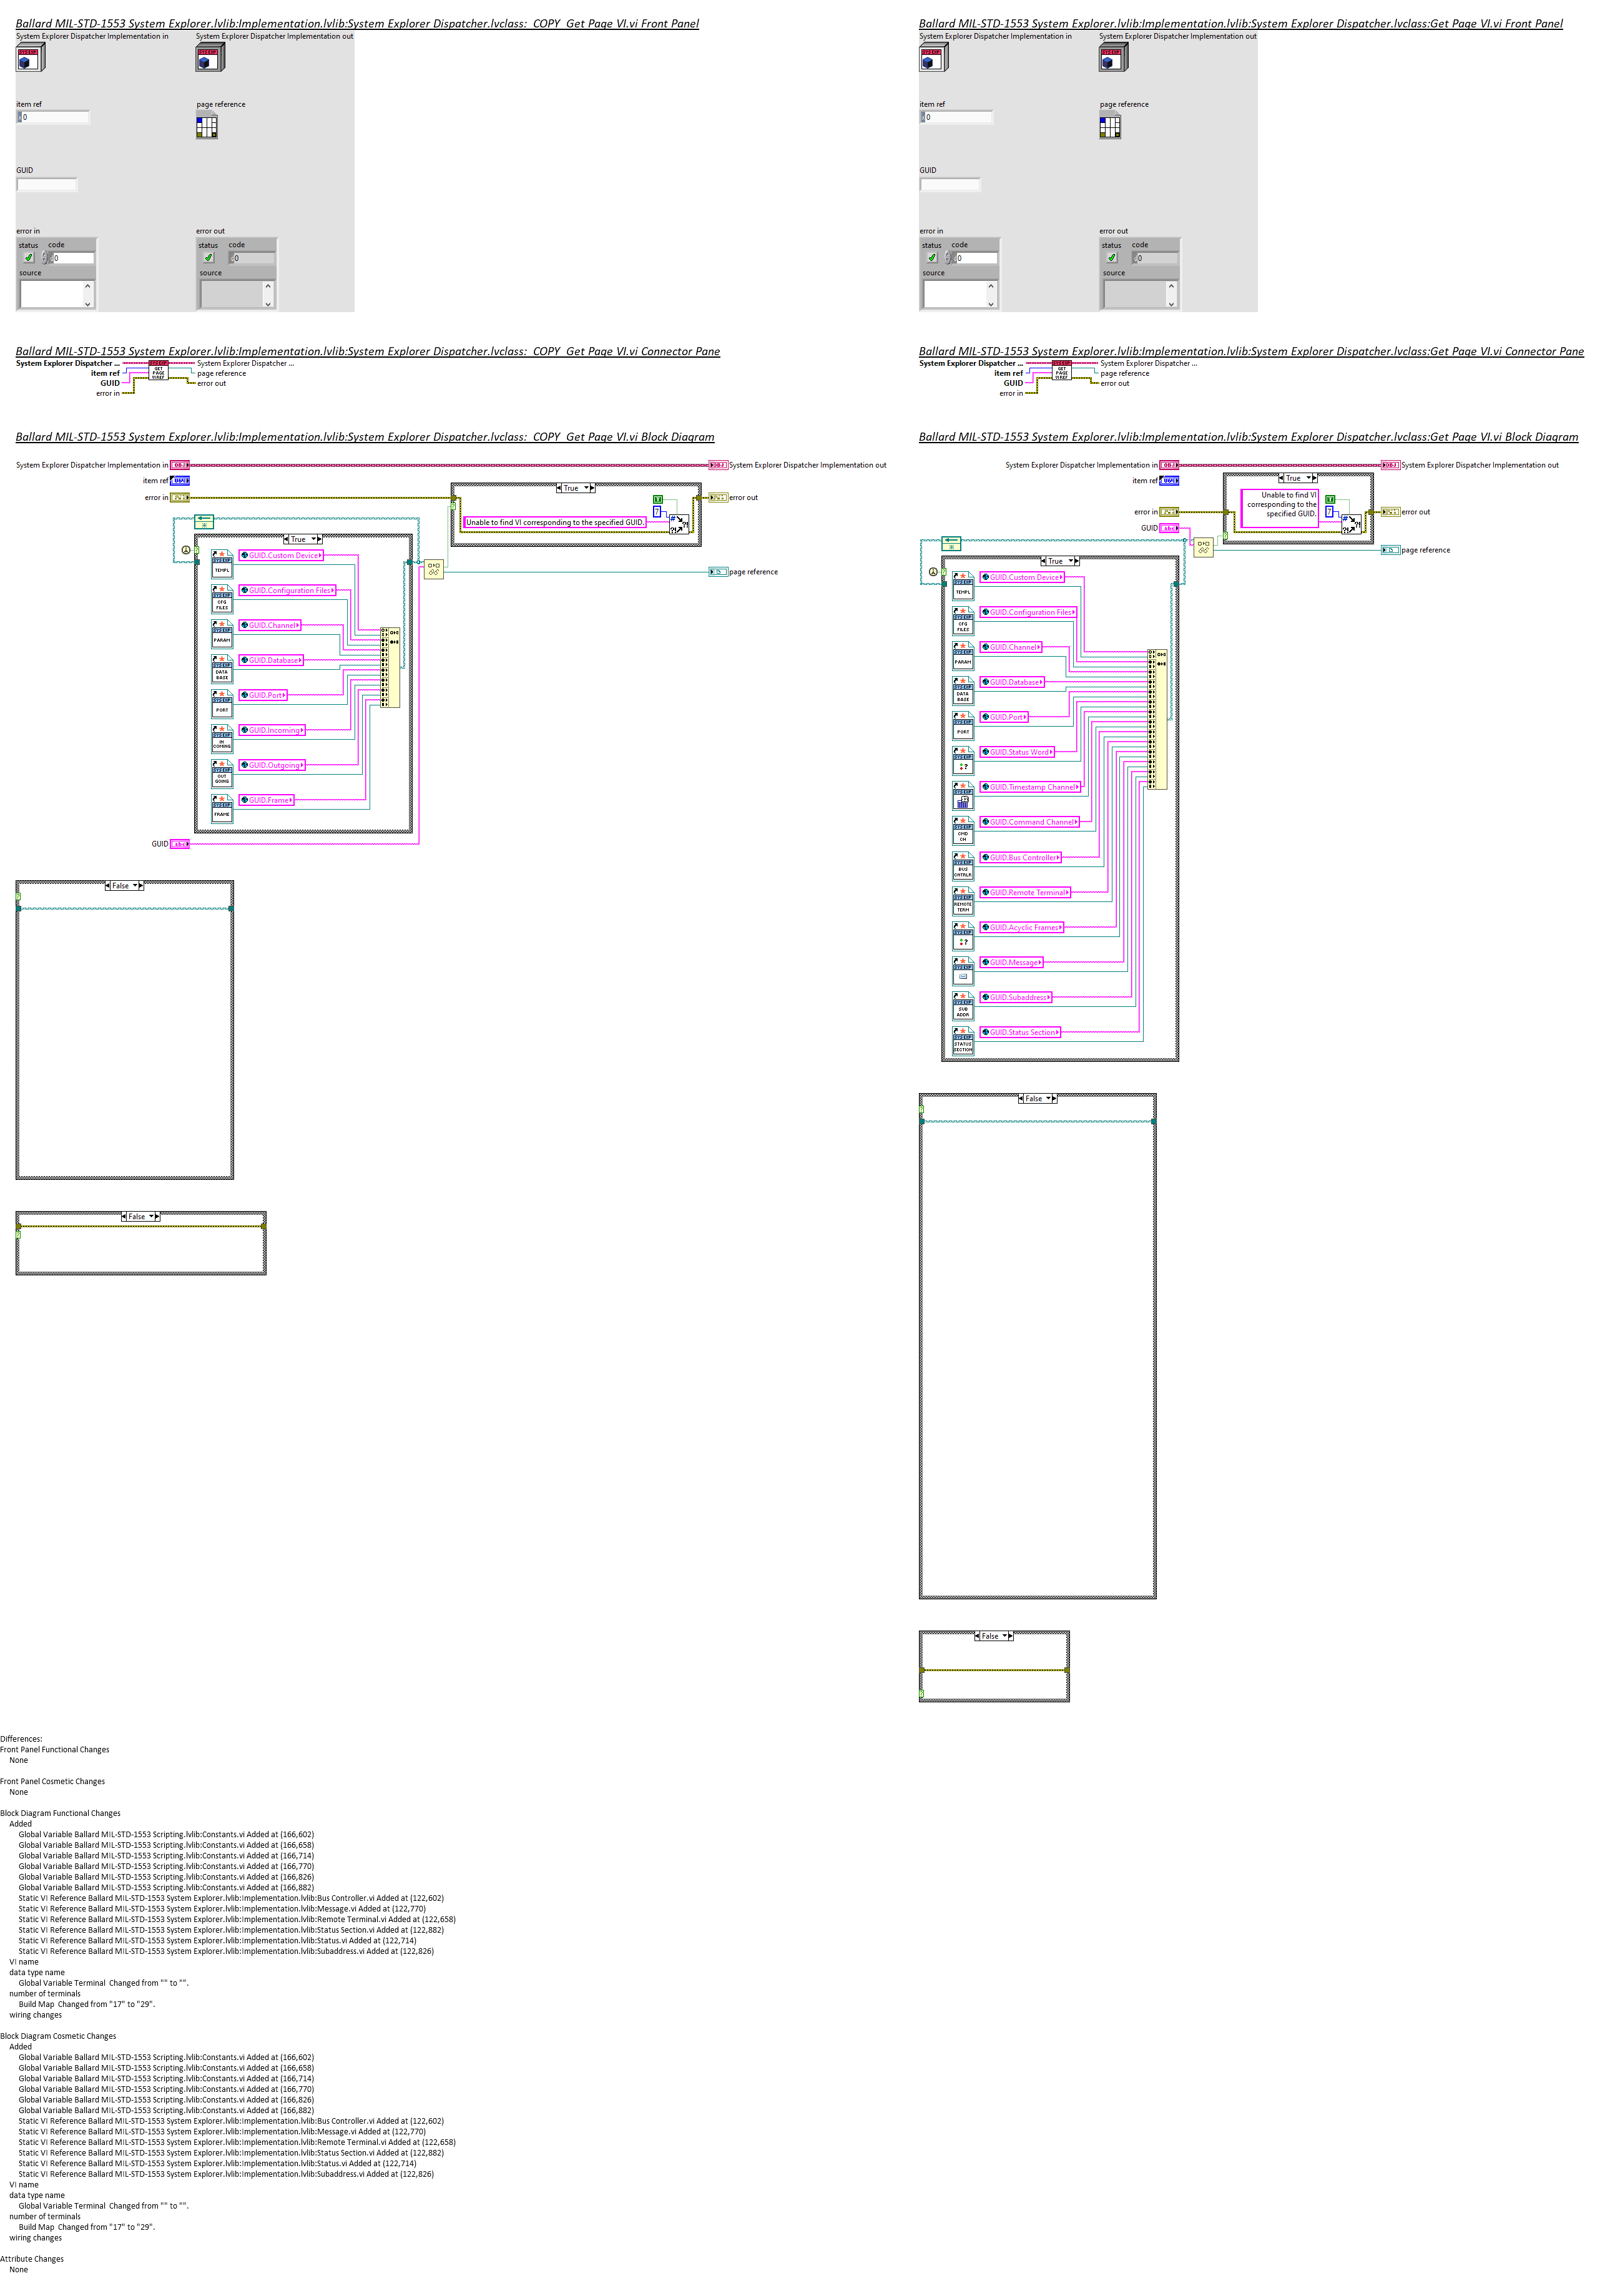 Ballard MIL-STD-1553 System Explorer.lvlib:Implementation.lvlib:System Explorer Dispatcher.lvclass:_COPY_Get Page VI.vi Front Panel
System Explorer Dispatcher Implementation in
System Explorer Dispatcher Implementation out
item ref
0
page reference
GUID
error in
status
code
0
source
error out
status
code
0
source
Ballard MIL-STD-1553 System Explorer.lvlib:Implementation.lvlib:System Explorer Dispatcher.lvclass:_COPY_Get Page VI.vi Connector Pane
System Explorer Dispatcher ...
item ref
GUID
error in
GET
PAGE
VIREF
System Explorer Dispatcher ...
page reference
error out
Ballard MIL-STD-1553 System Explorer.lvlib:Implementation.lvlib:System Explorer Dispatcher.lvclass:_COPY_Get Page VI.vi Block Diagram
System Explorer Dispatcher Implementation in
System Explorer Dispatcher Implementation out
item ref
error in
True
Unable to find VI corresponding to the specified GUID.
error out
True
GUID.Custom Device
TEMPL
GUID.Configuration Files
CFG
FILES
GUID.Channel
PARAM
GUID.Database
DATA
BASE
GUID.Port
PORT
GUID.Incoming
IN
COMING
GUID.Outgoing
OUT
GOING
GUID.Frame
FRAME
page reference
GUID
False
False
Ballard MIL-STD-1553 System Explorer.lvlib:Implementation.lvlib:System Explorer Dispatcher.lvclass:Get Page VI.vi Front Panel
System Explorer Dispatcher Implementation in
System Explorer Dispatcher Implementation out
item ref
0
page reference
GUID
error in
status
code
0
source
error out
status
code
0
source
Ballard MIL-STD-1553 System Explorer.lvlib:Implementation.lvlib:System Explorer Dispatcher.lvclass:Get Page VI.vi Connector Pane
System Explorer Dispatcher ...
item ref
GUID
error in
GET
PAGE
VIREF
System Explorer Dispatcher ...
page reference
error out
Ballard MIL-STD-1553 System Explorer.lvlib:Implementation.lvlib:System Explorer Dispatcher.lvclass:Get Page VI.vi Block Diagram
System Explorer Dispatcher Implementation in
System Explorer Dispatcher Implementation out
item ref
error in
GUID
True
Unable to find VI
corresponding to the
specified GUID.
error out
page reference
True
GUID.Custom Device
TEMPL
GUID.Configuration Files
CFG
FILES
GUID.Channel
PARAM
GUID.Database
DATA
BASE
GUID.Port
PORT
GUID.Status Word
GUID.Timestamp Channel
GUID.Command Channel
CMD
CH
GUID.Bus Controller
BUS
CNTRLR
GUID.Remote Terminal
REMOTE
TERM
GUID.Acyclic Frames
GUID.Message
GUID.Subaddress
SUB
ADDR
GUID.Status Section
STATUS
SECTION
False
False
Differences:
Front Panel Functional Changes
None
Front Panel Cosmetic Changes
None
Block Diagram Functional Changes
Added
Global Variable Ballard MIL-STD-1553 Scripting.lvlib:Constants.vi Added at (166,602)
Global Variable Ballard MIL-STD-1553 Scripting.lvlib:Constants.vi Added at (166,658)
Global Variable Ballard MIL-STD-1553 Scripting.lvlib:Constants.vi Added at (166,714)
Global Variable Ballard MIL-STD-1553 Scripting.lvlib:Constants.vi Added at (166,770)
Global Variable Ballard MIL-STD-1553 Scripting.lvlib:Constants.vi Added at (166,826)
Global Variable Ballard MIL-STD-1553 Scripting.lvlib:Constants.vi Added at (166,882)
Static VI Reference Ballard MIL-STD-1553 System Explorer.lvlib:Implementation.lvlib:Bus Controller.vi Added at (122,602)
Static VI Reference Ballard MIL-STD-1553 System Explorer.lvlib:Implementation.lvlib:Message.vi Added at (122,770)
Static VI Reference Ballard MIL-STD-1553 System Explorer.lvlib:Implementation.lvlib:Remote Terminal.vi Added at (122,658)
Static VI Reference Ballard MIL-STD-1553 System Explorer.lvlib:Implementation.lvlib:Status Section.vi Added at (122,882)
Static VI Reference Ballard MIL-STD-1553 System Explorer.lvlib:Implementation.lvlib:Status.vi Added at (122,714)
Static VI Reference Ballard MIL-STD-1553 System Explorer.lvlib:Implementation.lvlib:Subaddress.vi Added at (122,826)
VI name
data type name
Global Variable Terminal  Changed from "" to "".
number of terminals
Build Map  Changed from "17" to "29".
wiring changes
Block Diagram Cosmetic Changes
Added
Global Variable Ballard MIL-STD-1553 Scripting.lvlib:Constants.vi Added at (166,602)
Global Variable Ballard MIL-STD-1553 Scripting.lvlib:Constants.vi Added at (166,658)
Global Variable Ballard MIL-STD-1553 Scripting.lvlib:Constants.vi Added at (166,714)
Global Variable Ballard MIL-STD-1553 Scripting.lvlib:Constants.vi Added at (166,770)
Global Variable Ballard MIL-STD-1553 Scripting.lvlib:Constants.vi Added at (166,826)
Global Variable Ballard MIL-STD-1553 Scripting.lvlib:Constants.vi Added at (166,882)
Static VI Reference Ballard MIL-STD-1553 System Explorer.lvlib:Implementation.lvlib:Bus Controller.vi Added at (122,602)
Static VI Reference Ballard MIL-STD-1553 System Explorer.lvlib:Implementation.lvlib:Message.vi Added at (122,770)
Static VI Reference Ballard MIL-STD-1553 System Explorer.lvlib:Implementation.lvlib:Remote Terminal.vi Added at (122,658)
Static VI Reference Ballard MIL-STD-1553 System Explorer.lvlib:Implementation.lvlib:Status Section.vi Added at (122,882)
Static VI Reference Ballard MIL-STD-1553 System Explorer.lvlib:Implementation.lvlib:Status.vi Added at (122,714)
Static VI Reference Ballard MIL-STD-1553 System Explorer.lvlib:Implementation.lvlib:Subaddress.vi Added at (122,826)
VI name
data type name
Global Variable Terminal  Changed from "" to "".
number of terminals
Build Map  Changed from "17" to "29".
wiring changes
Attribute Changes
None